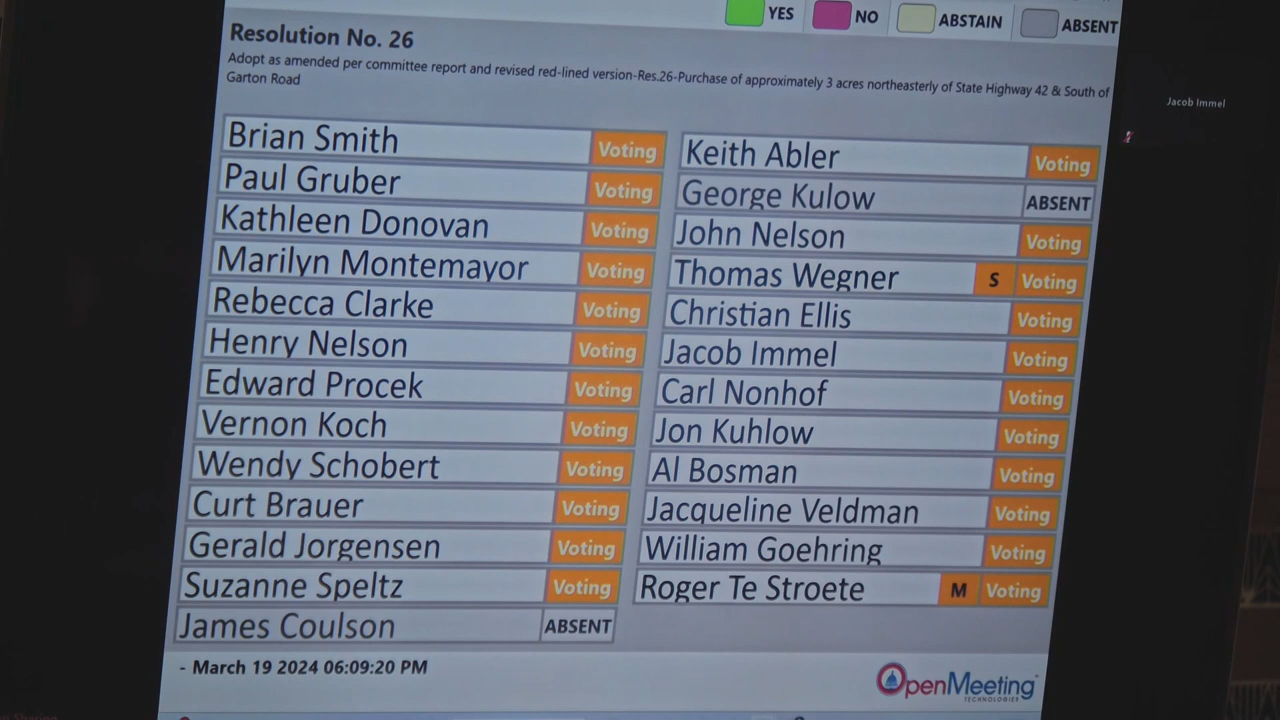 YES NO ABSTAIN ABSENT
Resolution No. 26
Adopt as amended per committee report and revised red-lined version-Res.26-Purchase of approximately 3 acres northeasterly of State Highway 42 & South of
Garton Road
Jacob Immel
Brian Smith Voting
Paul Gruber Voting
Kathleen Donovan Voting
Marilyn Montemayor Voting
Rebecca Clarke Voting
Henry Nelson Voting
Edward Procek Voting
Vernon Koch Voting
Wendy Schobert Voting
Curt Brauer Voting
Gerald Jorgensen Voting
Suzanne Speltz Voting
James Coulson ABSENT
Keith Abler Voting
George Kulow ABSENT
John Nelson Voting
Thomas Wegner S Voting
Christian Ellis Voting
Jacob Immel Voting
Carl Nonhof Voting
Jon Kuhlow Voting
Al Bosman Voting
Jacqueline Veldman Voting
William Goehring Voting
Roger Te Stroete M Voting
- March 19 2024 06:09:20 PM
OpenMeeting
TECHNOLOGIES